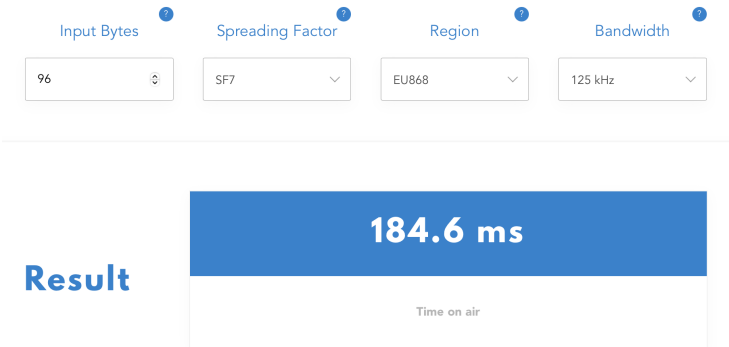 ? ? ? ?
Input Bytes Spreading Factor Region Bandwidth
96 SF7 EU868 125 kHz
184.6 ms
Result
Time on air